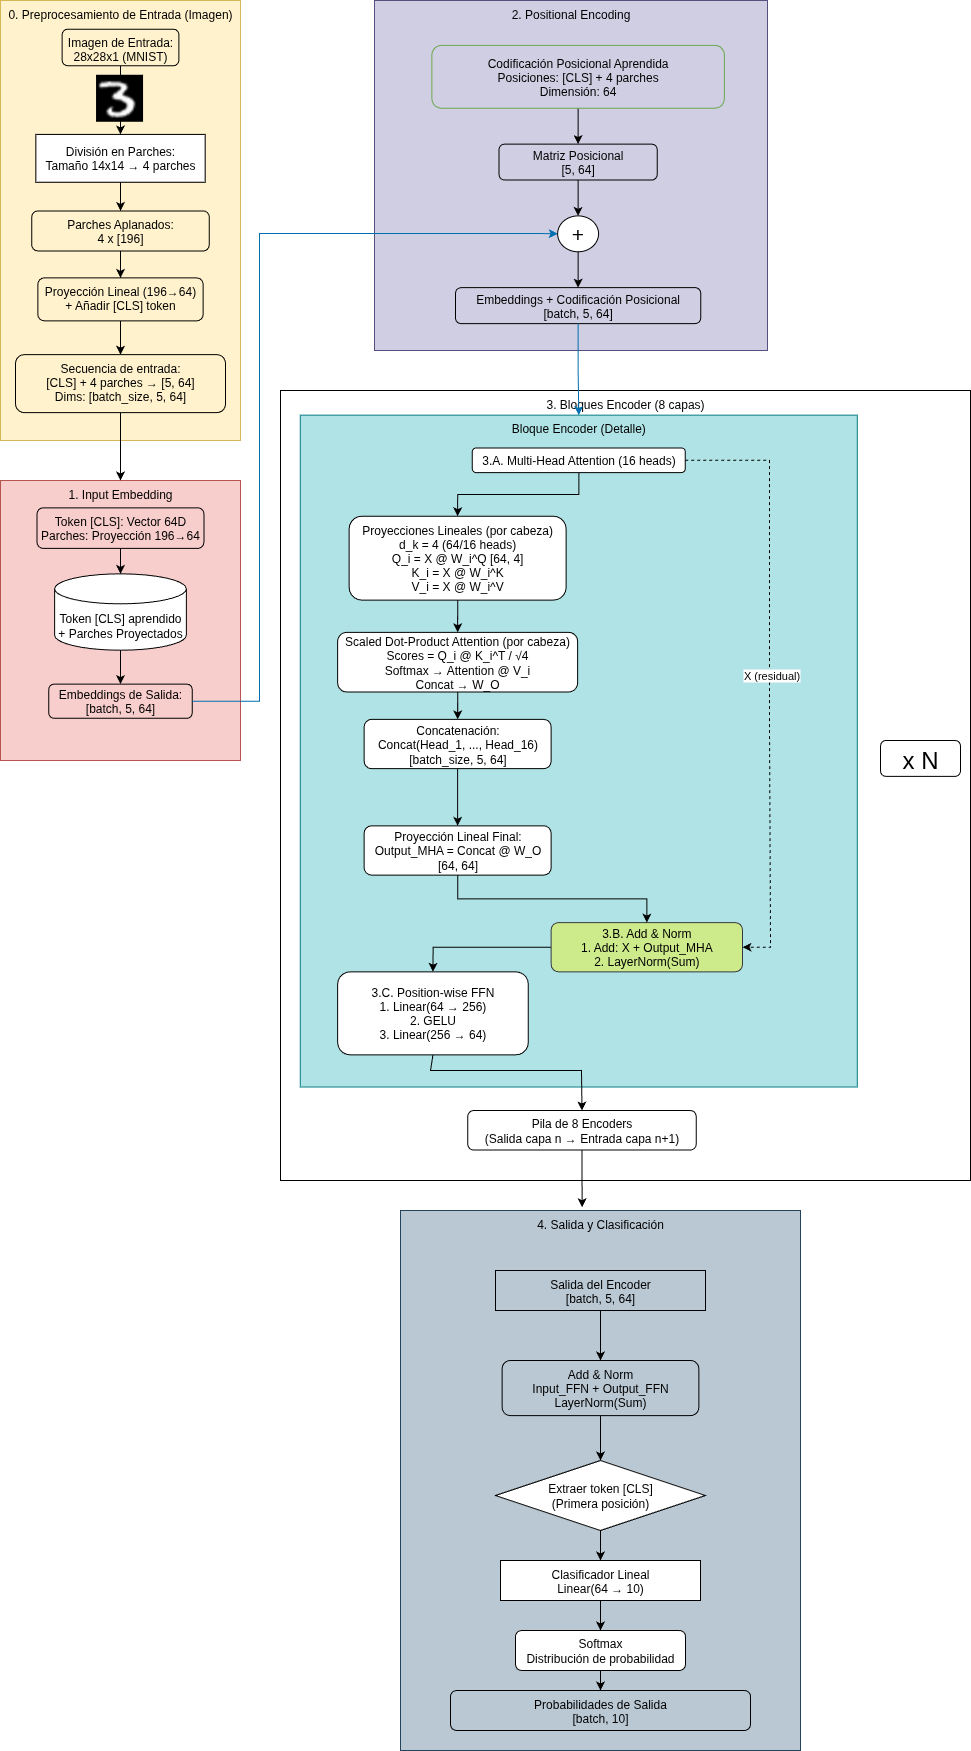 0. Preprocesamiento de Entrada (Imagen)
Imagen de Entrada:
28x28x1 (MNIST)
3
División en Parches:
Tamaño 14x14 → 4 parches
Parches Aplanados:
4 x [196]
Proyección Lineal (196→64)
+ Añadir [CLS] token
Secuencia de entrada:
[CLS] + 4 parches → [5, 64]
Dims: [batch_size, 5, 64]
1. Input Embedding
Token [CLS]: Vector 64D
Parches: Proyección 196→64
Token [CLS] aprendido
+ Parches Proyectados
Embeddings de Salida:
[batch, 5, 64]
2. Positional Encoding
Codificación Posicional Aprendida
Posiciones: [CLS] + 4 parches
Dimensión: 64
Matriz Posicional
[5, 64]
+
Embeddings + Codificación Posicional
[batch, 5, 64]
3. Bloques Encoder (8 capas)
Bloque Encoder (Detalle)
3.A. Multi-Head Attention (16 heads)
Proyecciones Lineales (por cabeza)
d_k = 4 (64/16 heads)
Q_i = X @ W_i^Q [64, 4]
K_i = X @ W_i^K
V_i = X @ W_i^V
Scaled Dot-Product Attention (por cabeza)
Scores = Q_i @ K_i^T / √4
Softmax → Attention @ V_i
Concat → W_O
Concatenación:
Concat(Head_1, ..., Head_16)
[batch_size, 5, 64]
Proyección Lineal Final:
Output_MHA = Concat @ W_O
[64, 64]
X (residual)
3.B. Add & Norm
1. Add: X + Output_MHA
2. LayerNorm(Sum)
3.C. Position-wise FFN
1. Linear(64 → 256)
2. GELU
3. Linear(256 → 64)
x N
Pila de 8 Encoders
(Salida capa n → Entrada capa n+1)
4. Salida y Clasificación
Salida del Encoder
[batch, 5, 64]
Add & Norm
Input_FFN + Output_FFN
LayerNorm(Sum)
Extraer token [CLS]
(Primera posición)
Clasificador Lineal
Linear(64 → 10)
Softmax
Distribución de probabilidad
Probabilidades de Salida
[batch, 10]